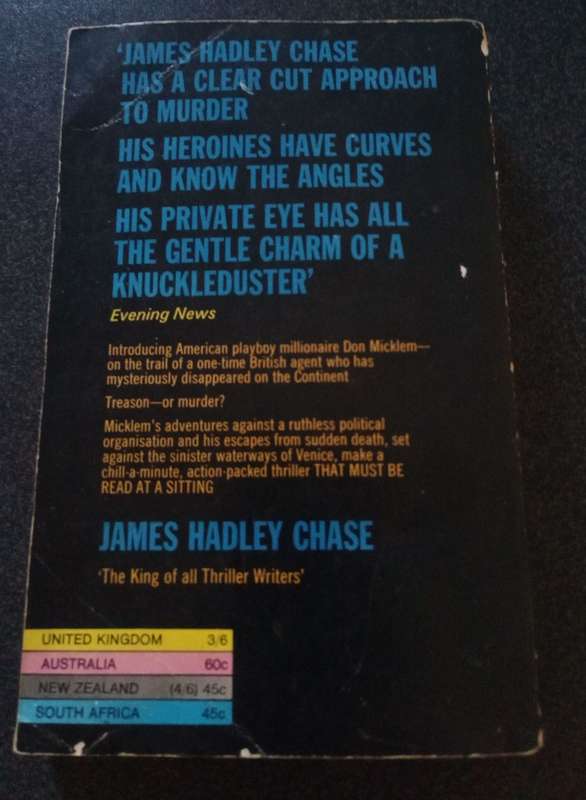 'JAMES HADLEY CHASE
HAS A CLEAR CUT APPROACH
TO MURDER
HIS HEROINES HAVE CURVES
AND KNOW THE ANGLES
HIS PRIVATE EYE HAS ALL
THE GENTLE CHARM OF A
KNUCKLEDUSTER'
Evening News
Introducing American playboy millionaire Don Micklem—
on the trail of a one-time British agent who has
mysteriously disappeared on the Continent
Treason—or murder?
Micklem's adventures against a ruthless political
organisation and his escapes from sudden death, set
against the sinister waterways of Venice, make a
chill-a-minute, action-packed thriller THAT MUST BE
READ AT A SITTING
JAMES HADLEY CHASE
'The King of all Thriller Writers'
UNITED KINGDOM 3/6
AUSTRALIA 60c
NEW ZEALAND (4/6) 45c
SOUTH AFRICA 45c